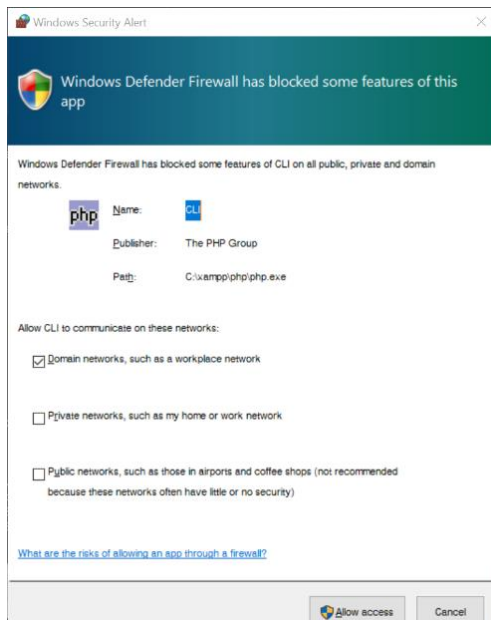 Windows Security Alert
Windows Defender Firewall has blocked some features of this
app
Windows Defender Firewall has blocked some features of CLI on all public, private and domain
networks.
php
Name: CLI
Publisher: The PHP Group
Path: C:\xampp\php\php.exe
Allow CLI to communicate on these networks:
Domain networks, such as a workplace network
Private networks, such as my home or work network
Public networks, such as those in airports and coffee shops (not recommended
because these networks often have little or no security)
What are the risks of allowing an app through a firewall?
Allow access Cancel